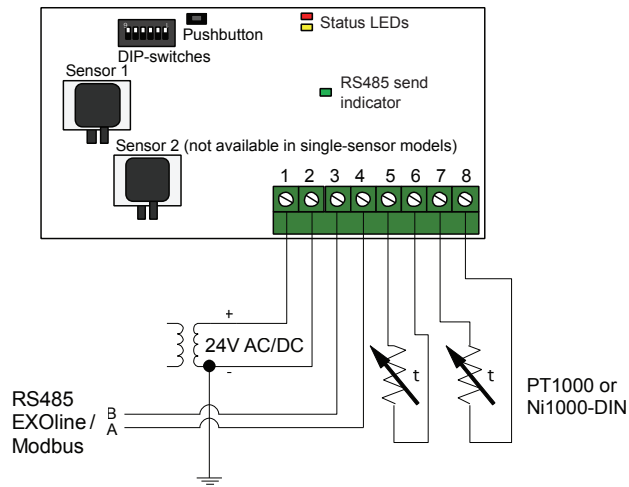 Status LEDs
Pushbutton
DIP-switches
Sensor 1
RS485 send
indicator
Sensor 2 (not available in single-sensor models)
1 2 3 4 5 6 7 8
+
24V AC/DC
-
t
t
PT1000 or
Ni1000-DIN
RS485
EXOline /
Modbus
B
A